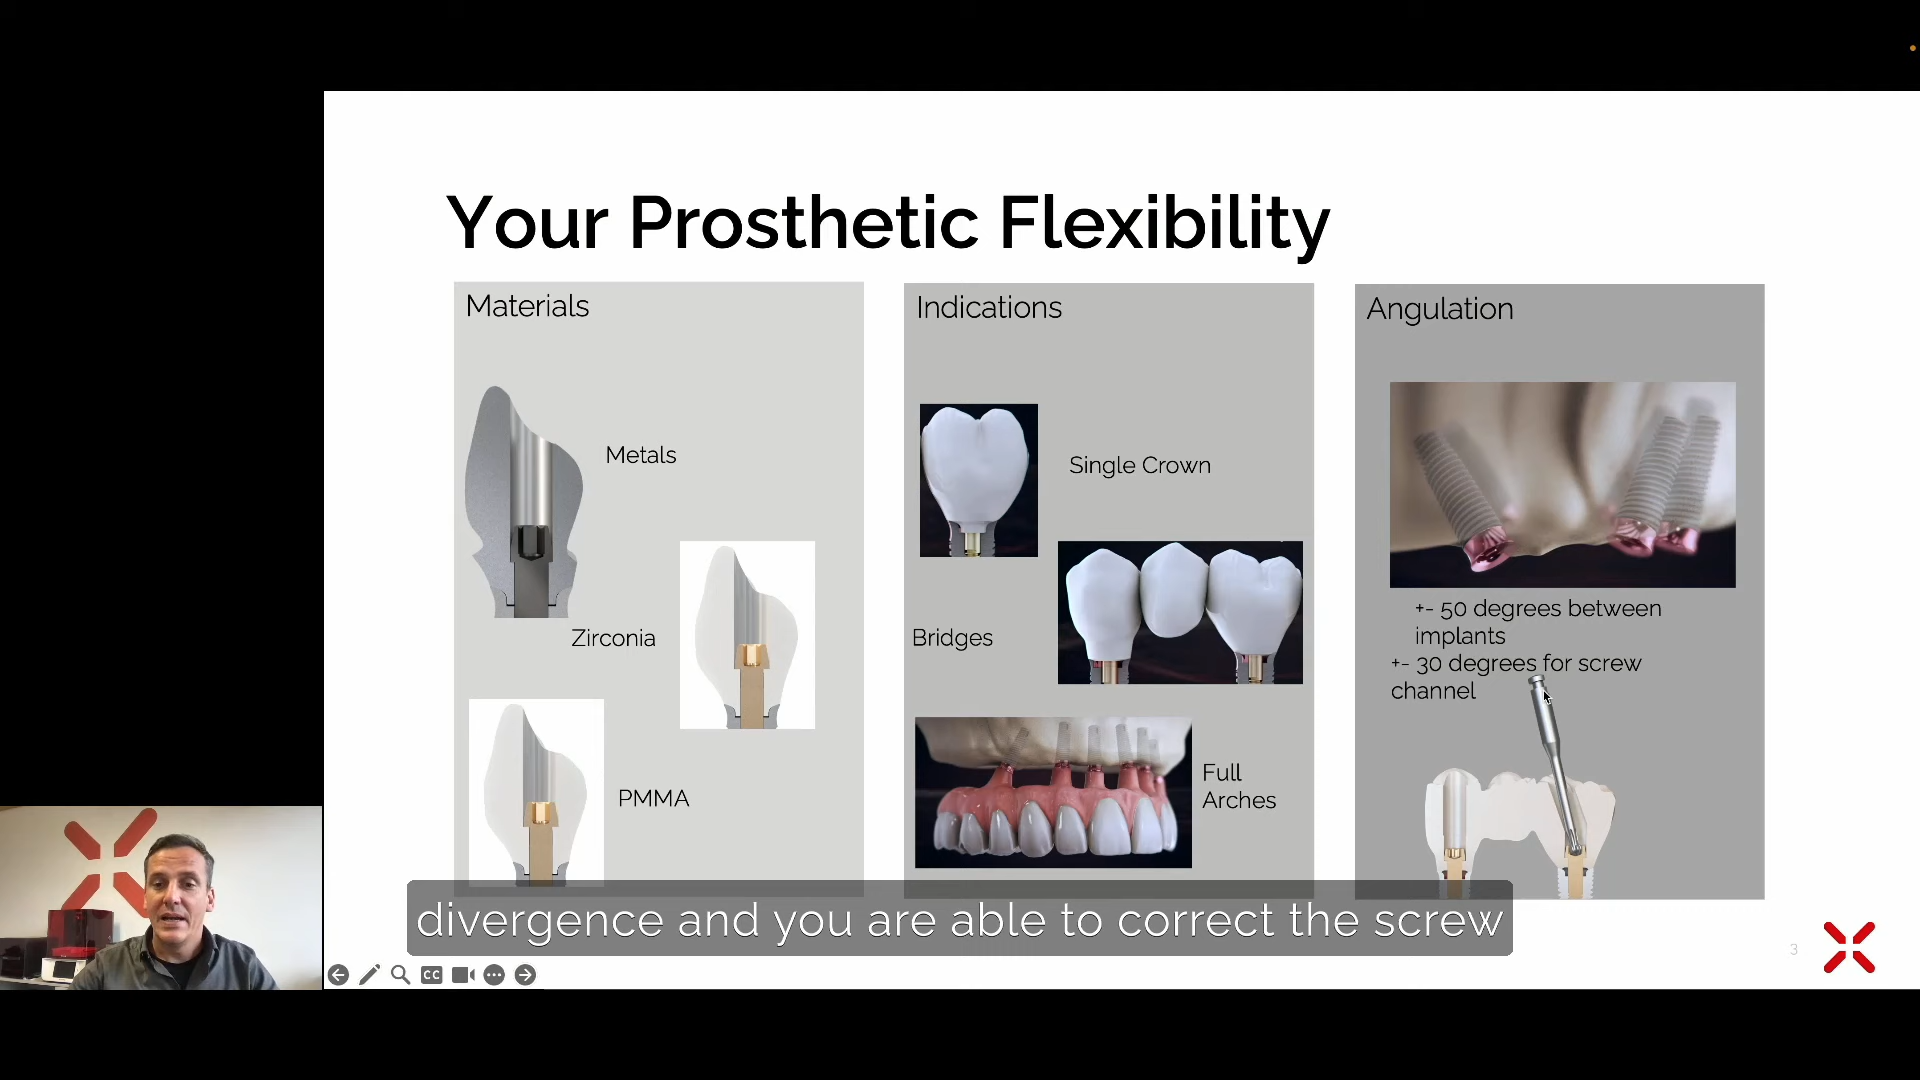 Your Prosthetic Flexibility
Materials
Metals
Zirconia
PMMA
Indications
Single Crown
Bridges
Full
Arches
Angulation
+- 50 degrees between
implants
+- 30 degrees for screw
channel
divergence and you are able to correct the screw
CC
3